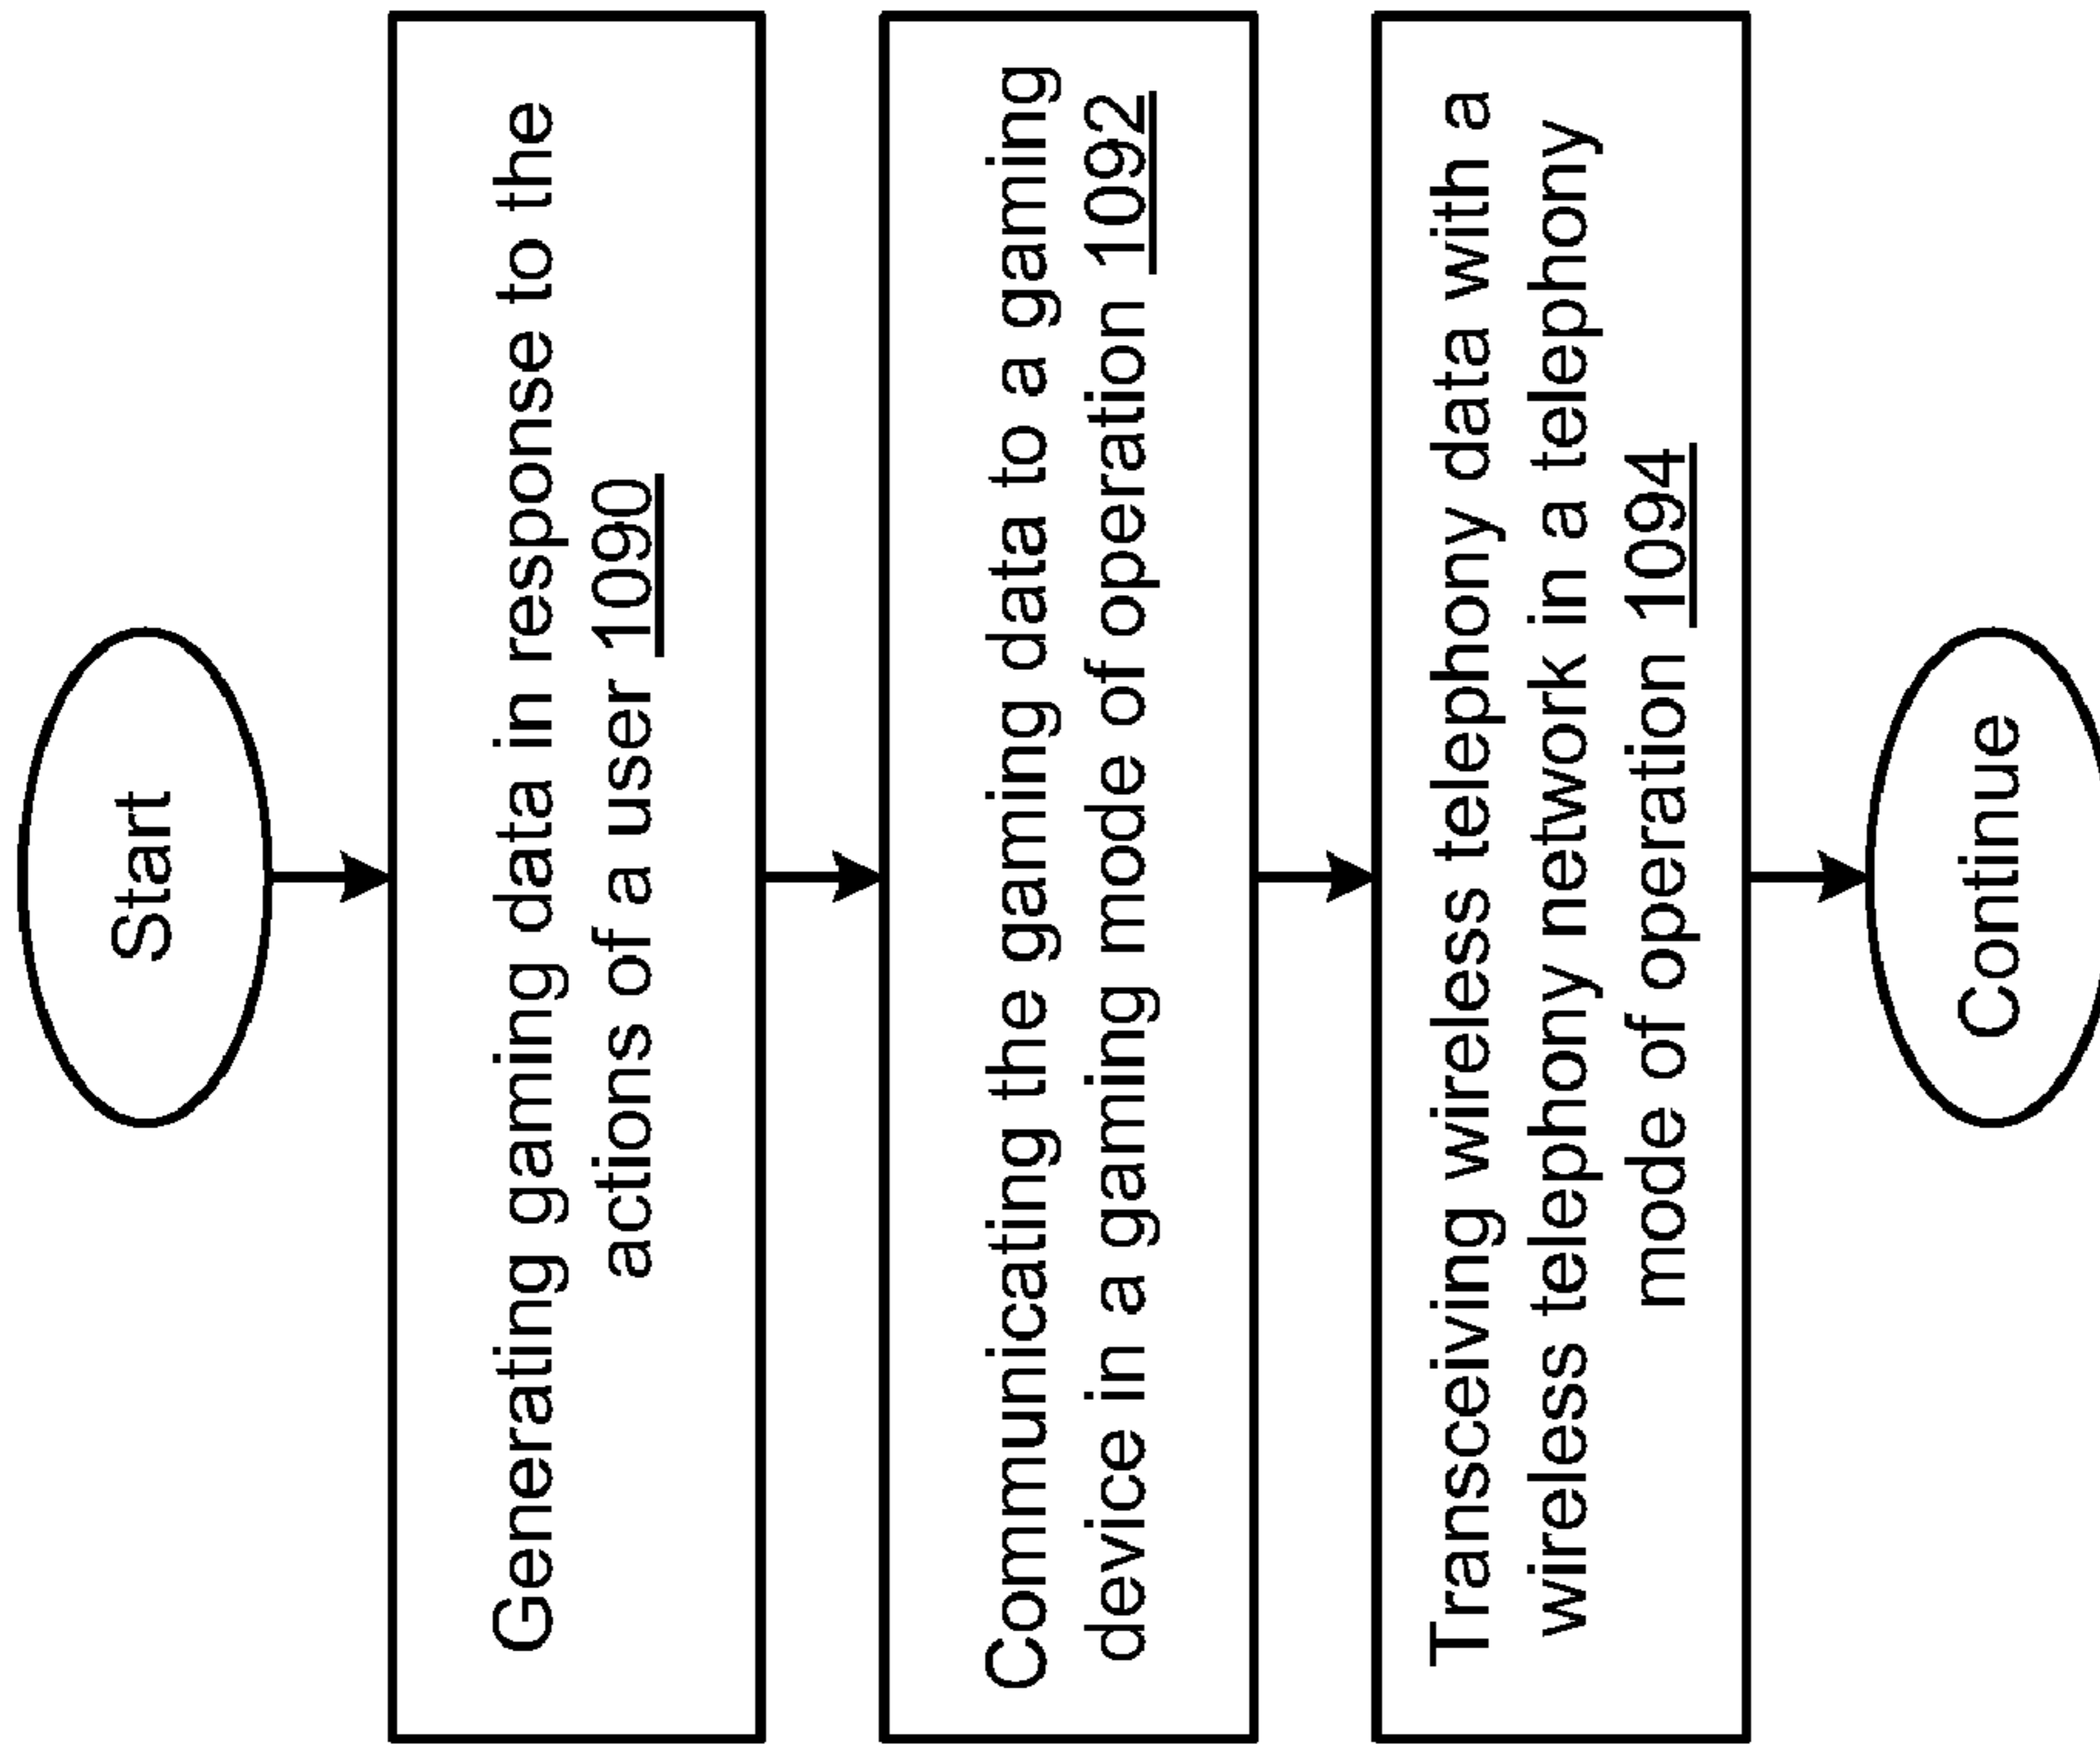 Start
Generating gaming data in response to the
actions of a user 1090
Communicating the gaming data to a gaming
device in a gaming mode of operation 1092
Transceiving wireless telephony data with a
wireless telephony network in a telephony
mode of operation 1094
Continue